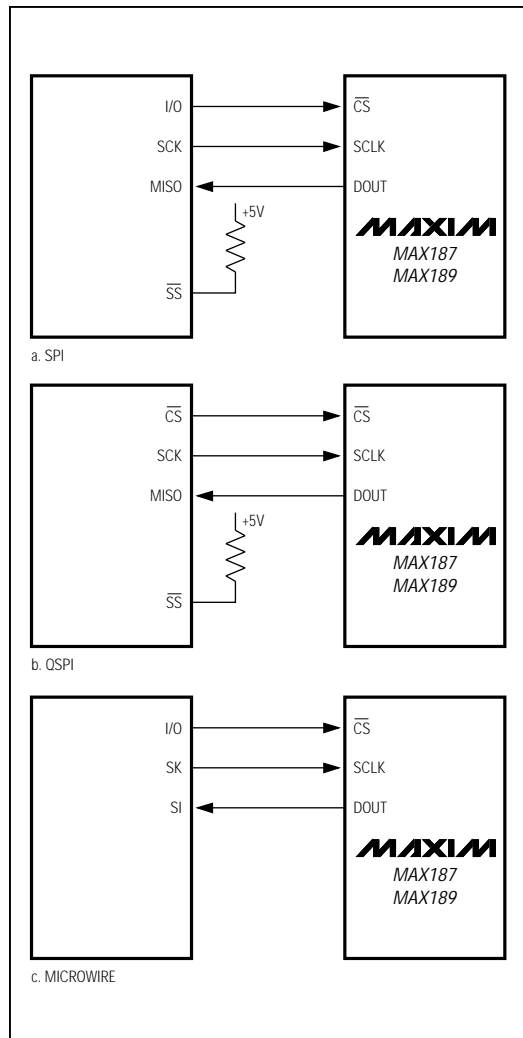 I/O CS
SCK SCLK
MISO DOUT
+5V
MAXIM
MAX187
SS MAX189
a. SPI
CS CS
SCK SCLK
MISO DOUT
+5V
MAXIM
MAX187
MAX189
SS
b. QSPI
I/O CS
SK SCLK
SI DOUT
MAXIM
MAX187
MAX189
c. MICROWIRE